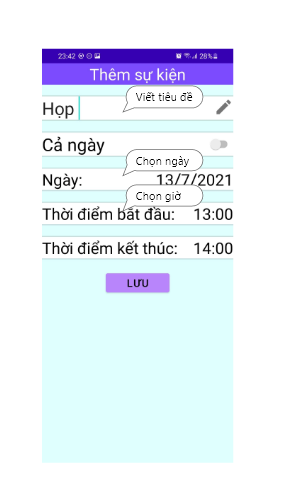 23:42 28%
Thêm sự kiện
Họp
Viết tiêu đề
Cả ngày
Chọn ngày
Ngày: 13/7/2021
Chọn giờ
Thời điểm bắt đầu: 13:00
Thời điểm kết thúc: 14:00
LƯU